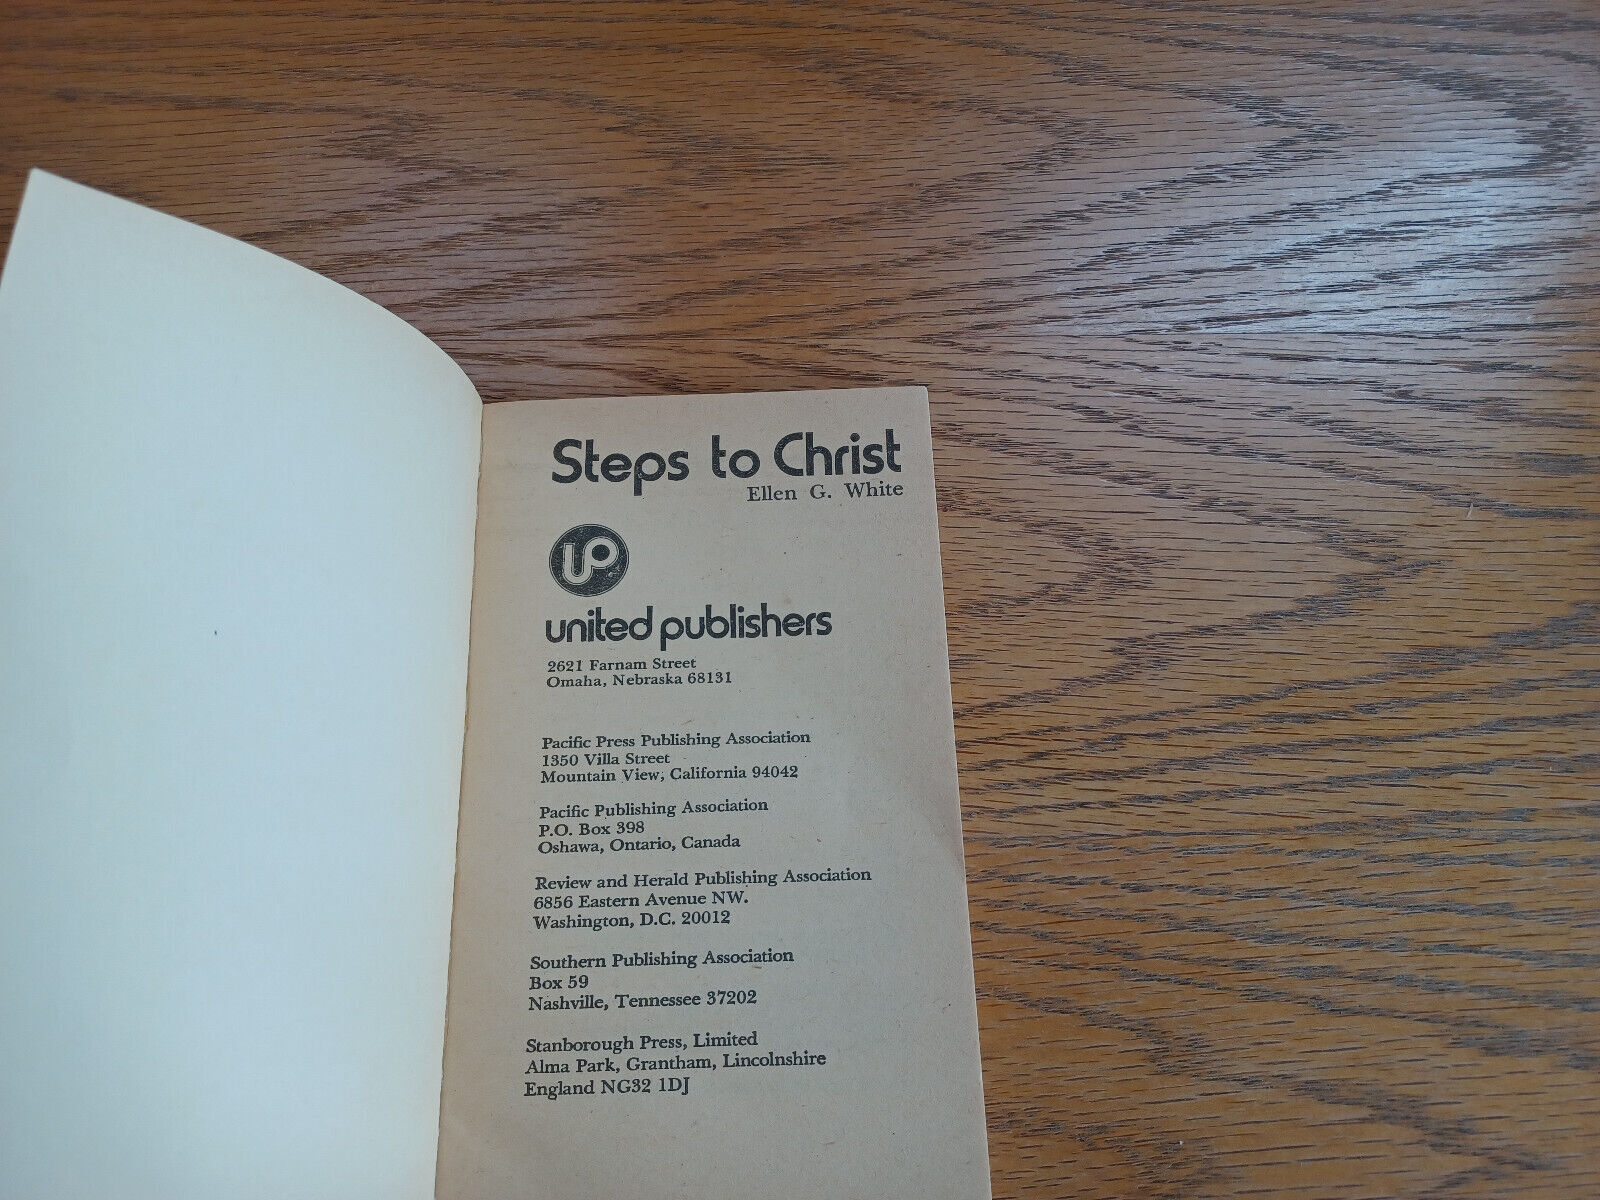 Steps to Christ
Ellen G. White
UP
united publishers
2621 Farnam Street
Omaha, Nebraska 68131
Pacific Press Publishing Association
1350 Villa Street
Mountain View, California 94042
Pacific Publishing Association
P.O. Box 398
Oshawa, Ontario, Canada
Review and Herald Publishing Association
6856 Eastern Avenue NW.
Washington, D.C. 20012
Southern Publishing Association
Box 59
Nashville, Tennessee 37202
Stanborough Press, Limited
Alma Park, Grantham, Lincolnshire
England NG32 1DJ